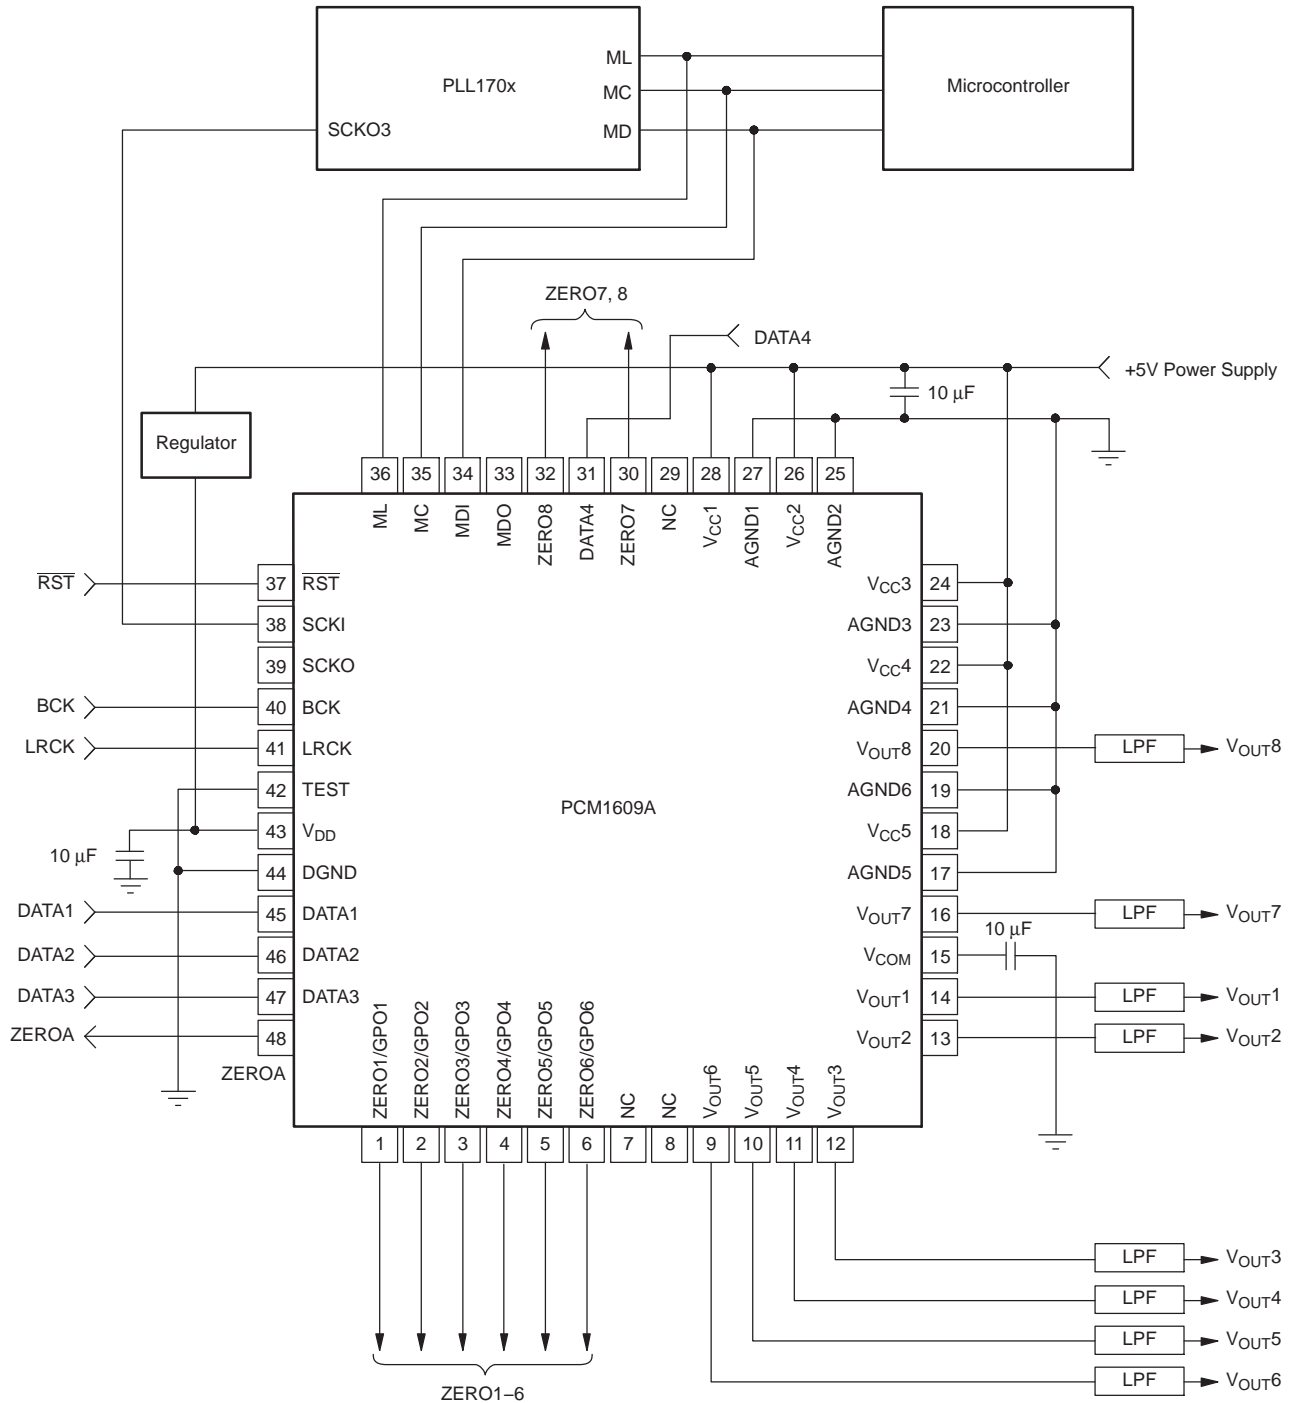 PLL170x
ML
MC
MD
SCKO3
Microcontroller
ZERO7, 8
DATA4
+5V Power Supply
10 μF
Regulator
36
35
34
33
32
31
30
29
28
27
26
25
ML
MC
MDI
MDO
ZERO8
DATA4
ZERO7
NC
VCC1
AGND1
VCC2
AGND2
RST
37
RST
38
SCKI
39
SCKO
BCK
40
BCK
LRCK
41
LRCK
42
TEST
43
VDD
10 μF
44
DGND
DATA1
45
DATA1
DATA2
46
DATA2
DATA3
47
DATA3
ZEROA
48
ZEROA
PCM1609A
VCC3
24
AGND3
23
VCC4
22
AGND4
21
VOUT8
20
LPF
VOUT8
AGND6
19
VCC5
18
AGND5
17
VOUT7
16
LPF
VOUT7
10 μF
VCOM
15
VOUT1
14
LPF
VOUT1
VOUT2
13
LPF
VOUT2
ZERO1/GPO1
ZERO2/GPO2
ZERO3/GPO3
ZERO4/GPO4
ZERO5/GPO5
ZERO6/GPO6
NC
NC
VOUT6
VOUT5
VOUT4
VOUT3
1
2
3
4
5
6
7
8
9
10
11
12
LPF
VOUT3
LPF
VOUT4
LPF
VOUT5
LPF
VOUT6
ZERO1–6